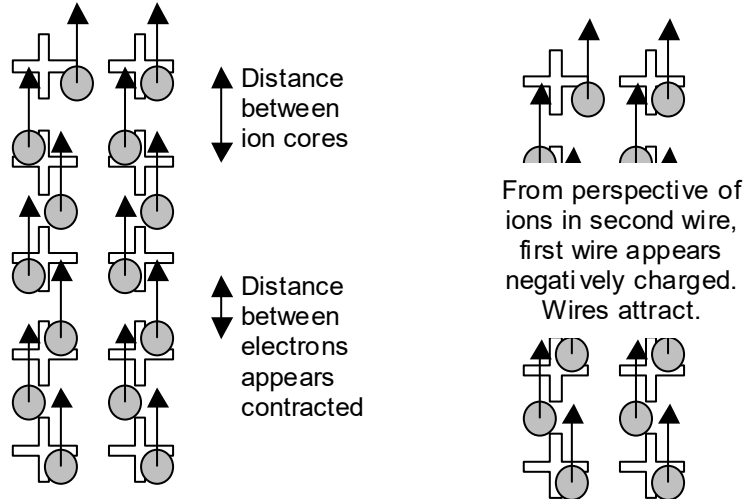 Distance
between
ion cores
Distance
between
electrons
appears
contracted
From perspective of
ions in second wire,
first wire appears
negatively charged.
Wires attract.